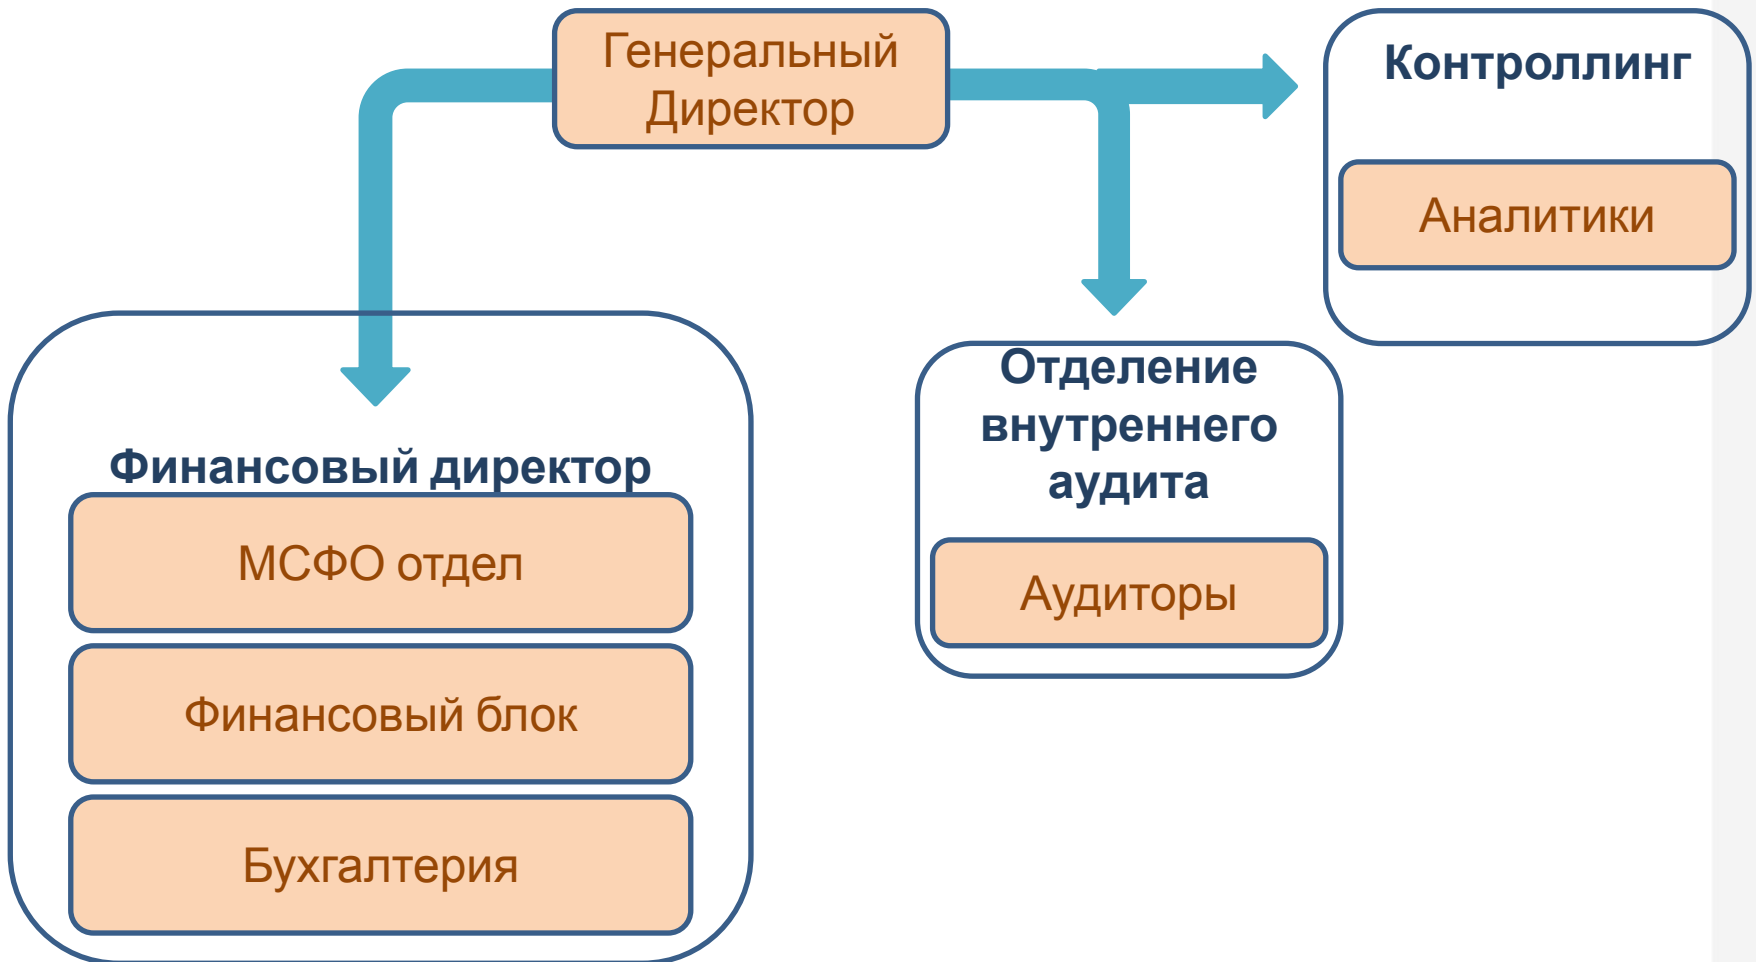 Генеральный
Директор
Контроллинг
Аналитики
Отделение
внутреннего
аудита
Аудиторы
Финансовый директор
МСФО отдел
Финансовый блок
Бухгалтерия